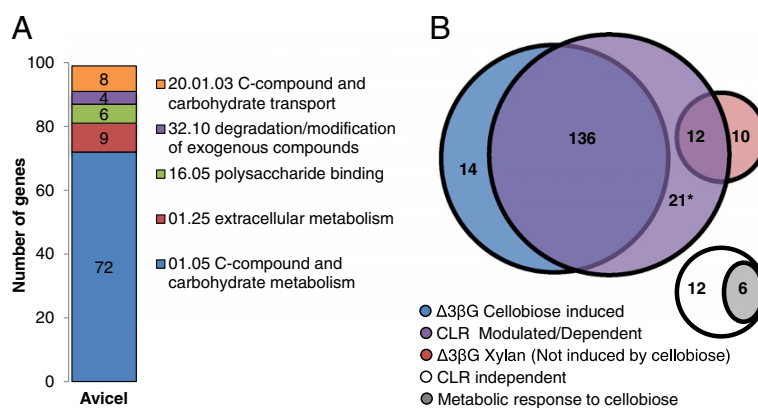 A
B
100
80
60
40
20
0
Number of genes
8
4
6
9
72
Avicel
20.01.03 C-compound and
carbohydrate transport
32.10 degradation/modification
of exogenous compounds
16.05 polysaccharide binding
01.25 extracellular metabolism
01.05 C-compound and
carbohydrate metabolism
14
136
12
10
21*
12
6
Δ3βG Cellobiose induced
CLR Modulated/Dependent
Δ3βG Xylan (Not induced by cellobiose)
CLR independent
Metabolic response to cellobiose